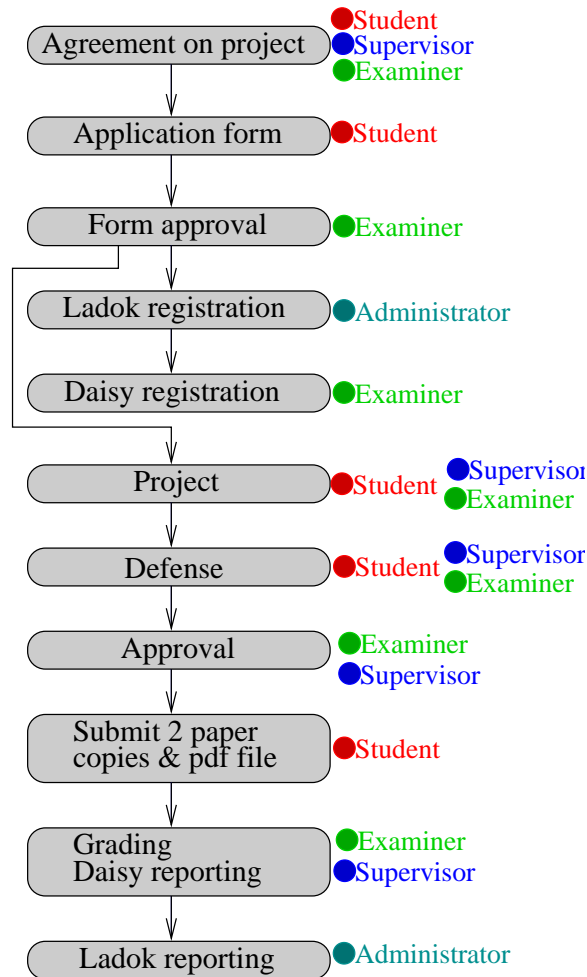 Student
Agreement on project
Supervisor
Examiner
Application form
Student
Form approval
Examiner
Ladok registration
Administrator
Daisy registration
Examiner
Project
Student
Supervisor
Examiner
Defense
Student
Supervisor
Examiner
Approval
Examiner
Supervisor
Submit 2 paper
copies & pdf file
Student
Grading
Daisy reporting
Examiner
Supervisor
Ladok reporting
Administrator